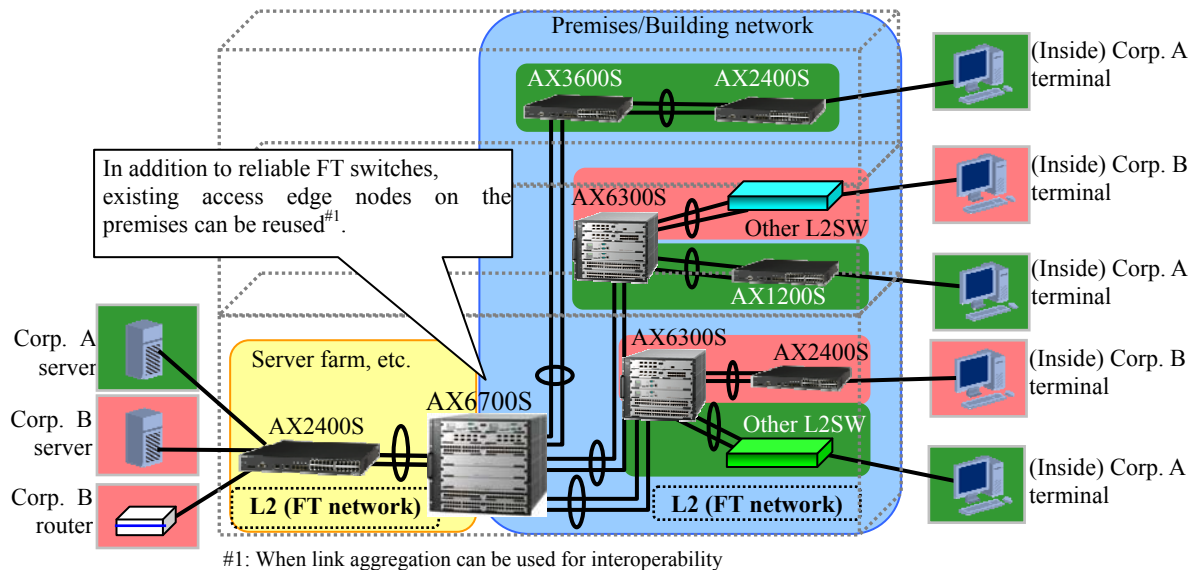 Premises/Building network
AX3600S
AX2400S
(Inside) Corp. A
terminal
In addition to reliable FT switches,
existing access edge nodes on the
premises can be reused#1.
AX6300S
Other L2SW
(Inside) Corp. B
terminal
AX1200S
(Inside) Corp. A
terminal
Corp. A
server
Server farm, etc.
AX6300S
AX2400S
(Inside) Corp. B
terminal
AX6700S
Corp. B
server
AX2400S
Other L2SW
(Inside) Corp. A
terminal
Corp. B
router
L2 (FT network)
L2 (FT network)
#1: When link aggregation can be used for interoperability